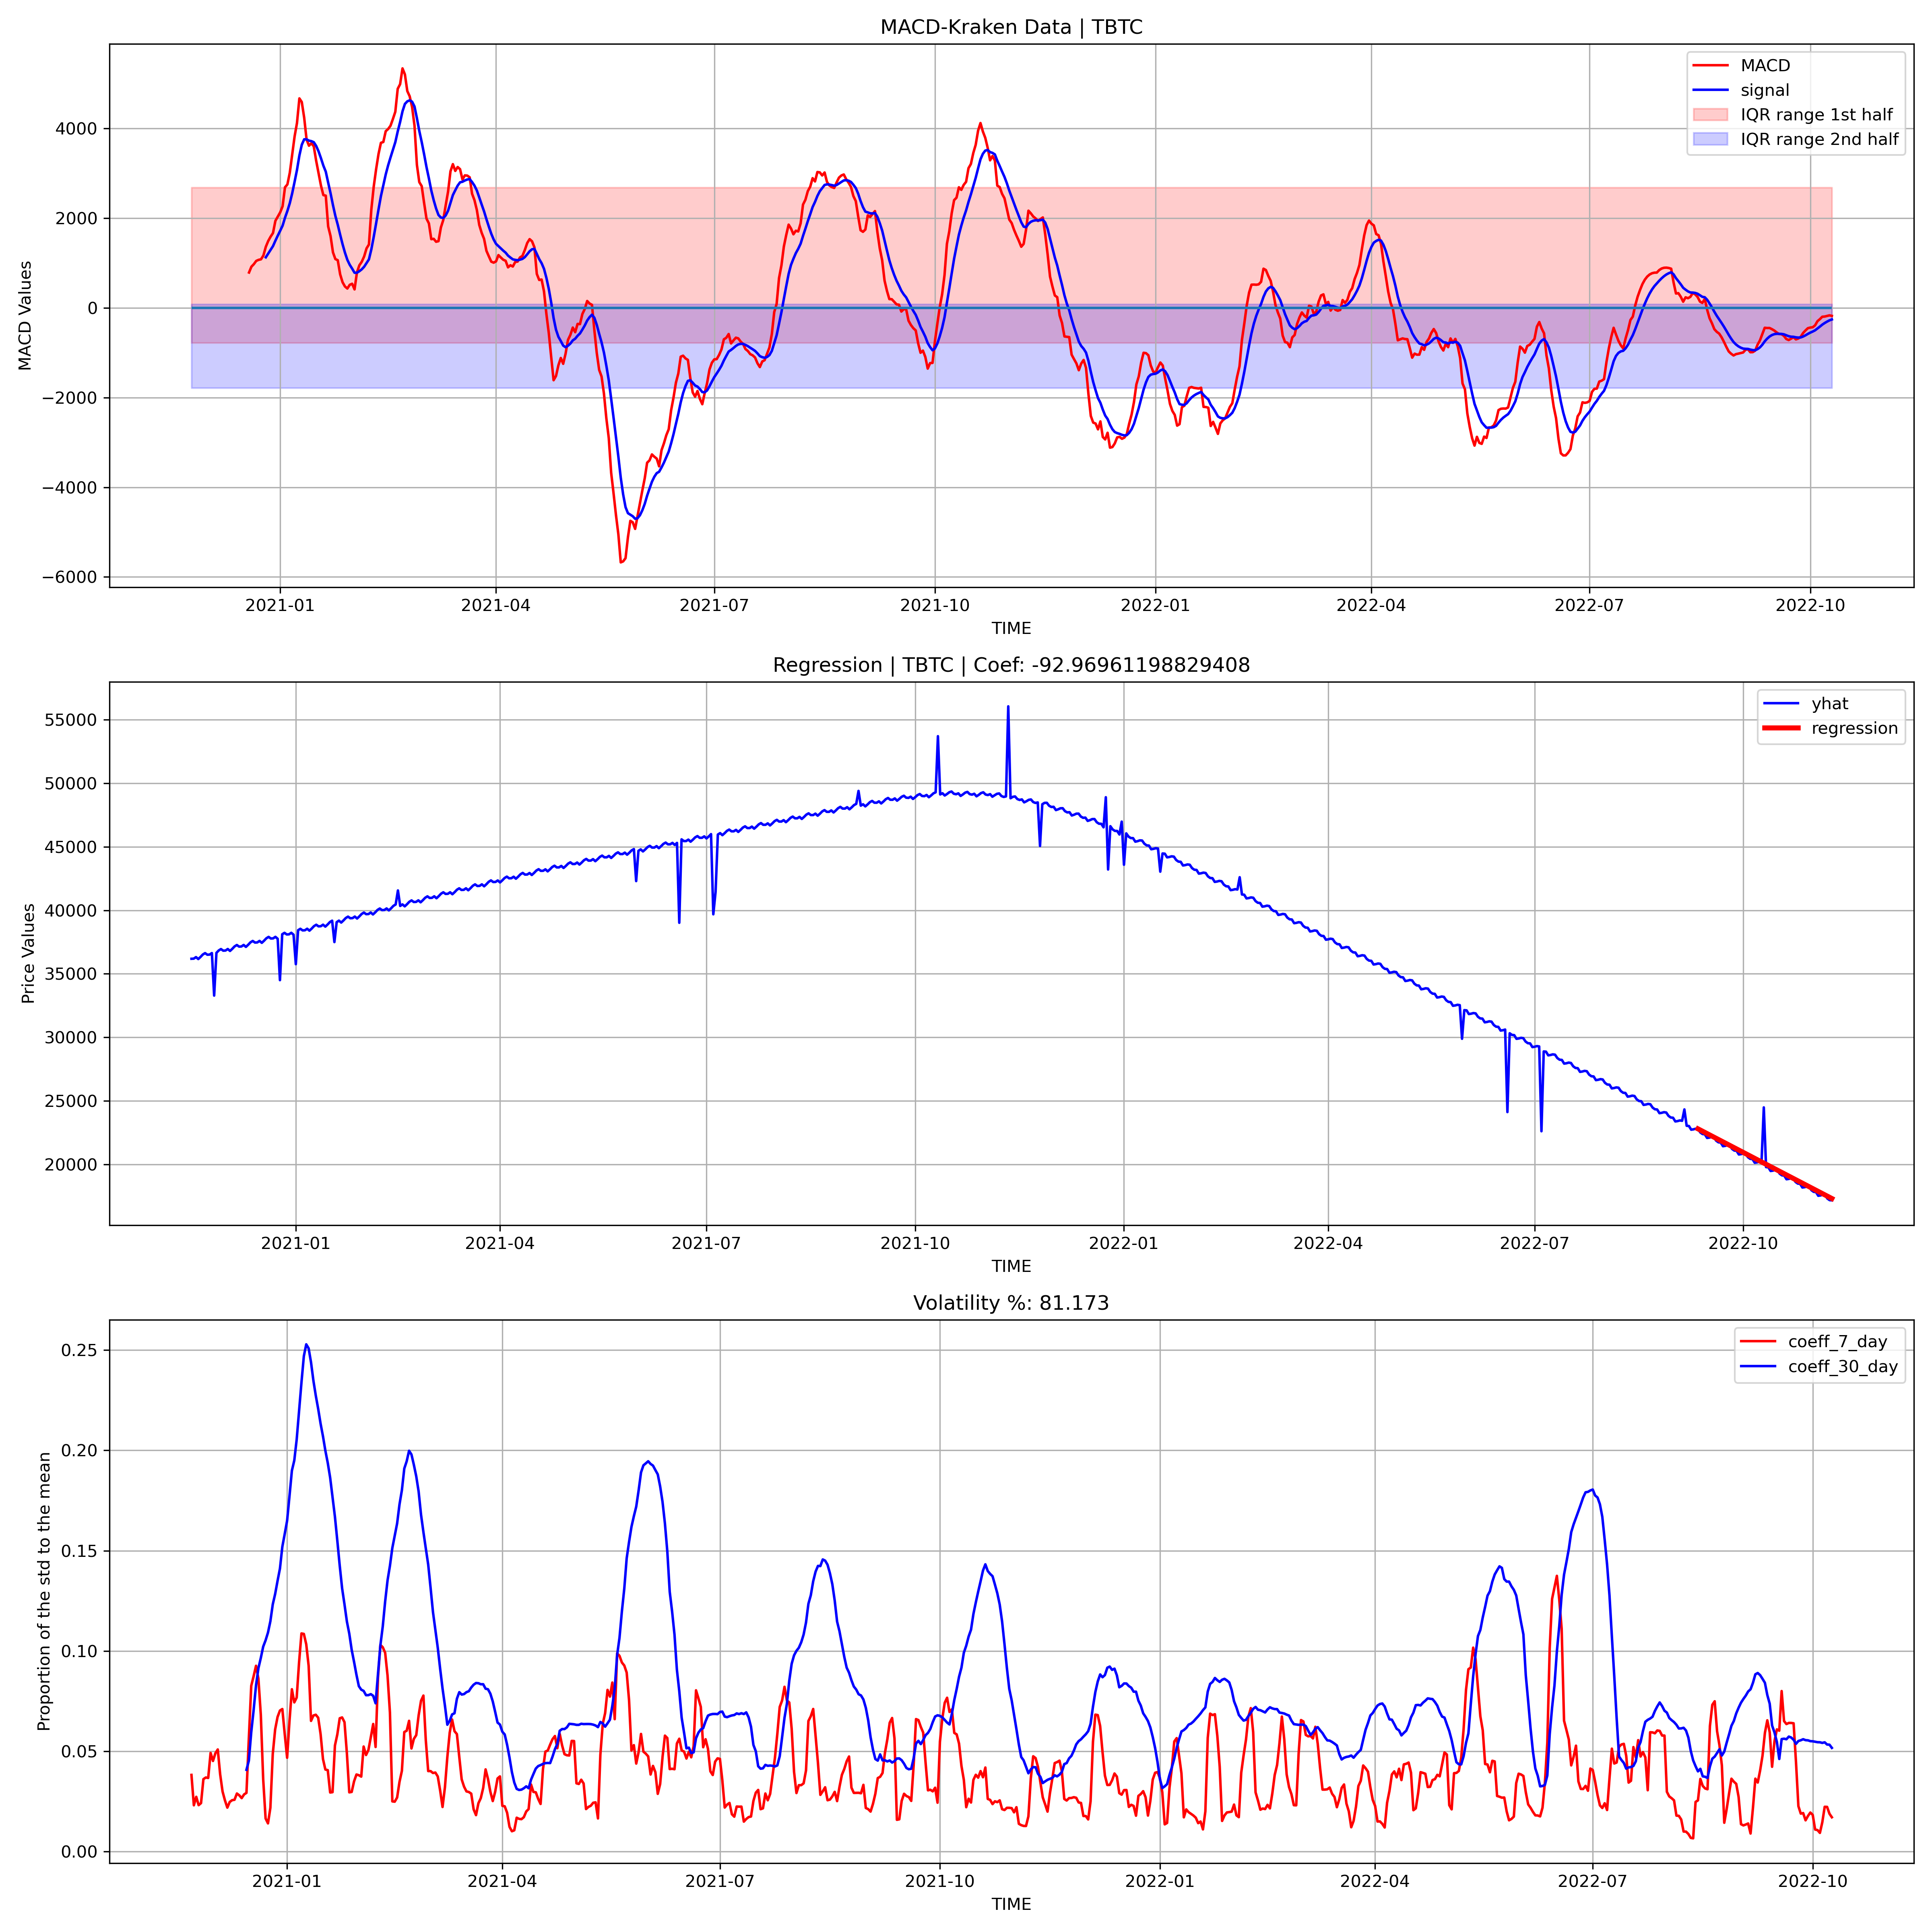 MACD-Kraken Data | TBTC
MACD
signal
IQR range 1st half
IQR range 2nd half
MACD Values
4000
2000
0
−2000
−4000
−6000
2021-01
2021-04
2021-07
2021-10
2022-01
2022-04
2022-07
2022-10
TIME
Regression | TBTC | Coef: -92.96961198829408
yhat
regression
Price Values
55000
50000
45000
40000
35000
30000
25000
20000
2021-01
2021-04
2021-07
2021-10
2022-01
2022-04
2022-07
2022-10
TIME
Volatility %: 81.173
coeff_7_day
coeff_30_day
Proportion of the std to the mean
0.25
0.20
0.15
0.10
0.05
0.00
2021-01
2021-04
2021-07
2021-10
2022-01
2022-04
2022-07
2022-10
TIME